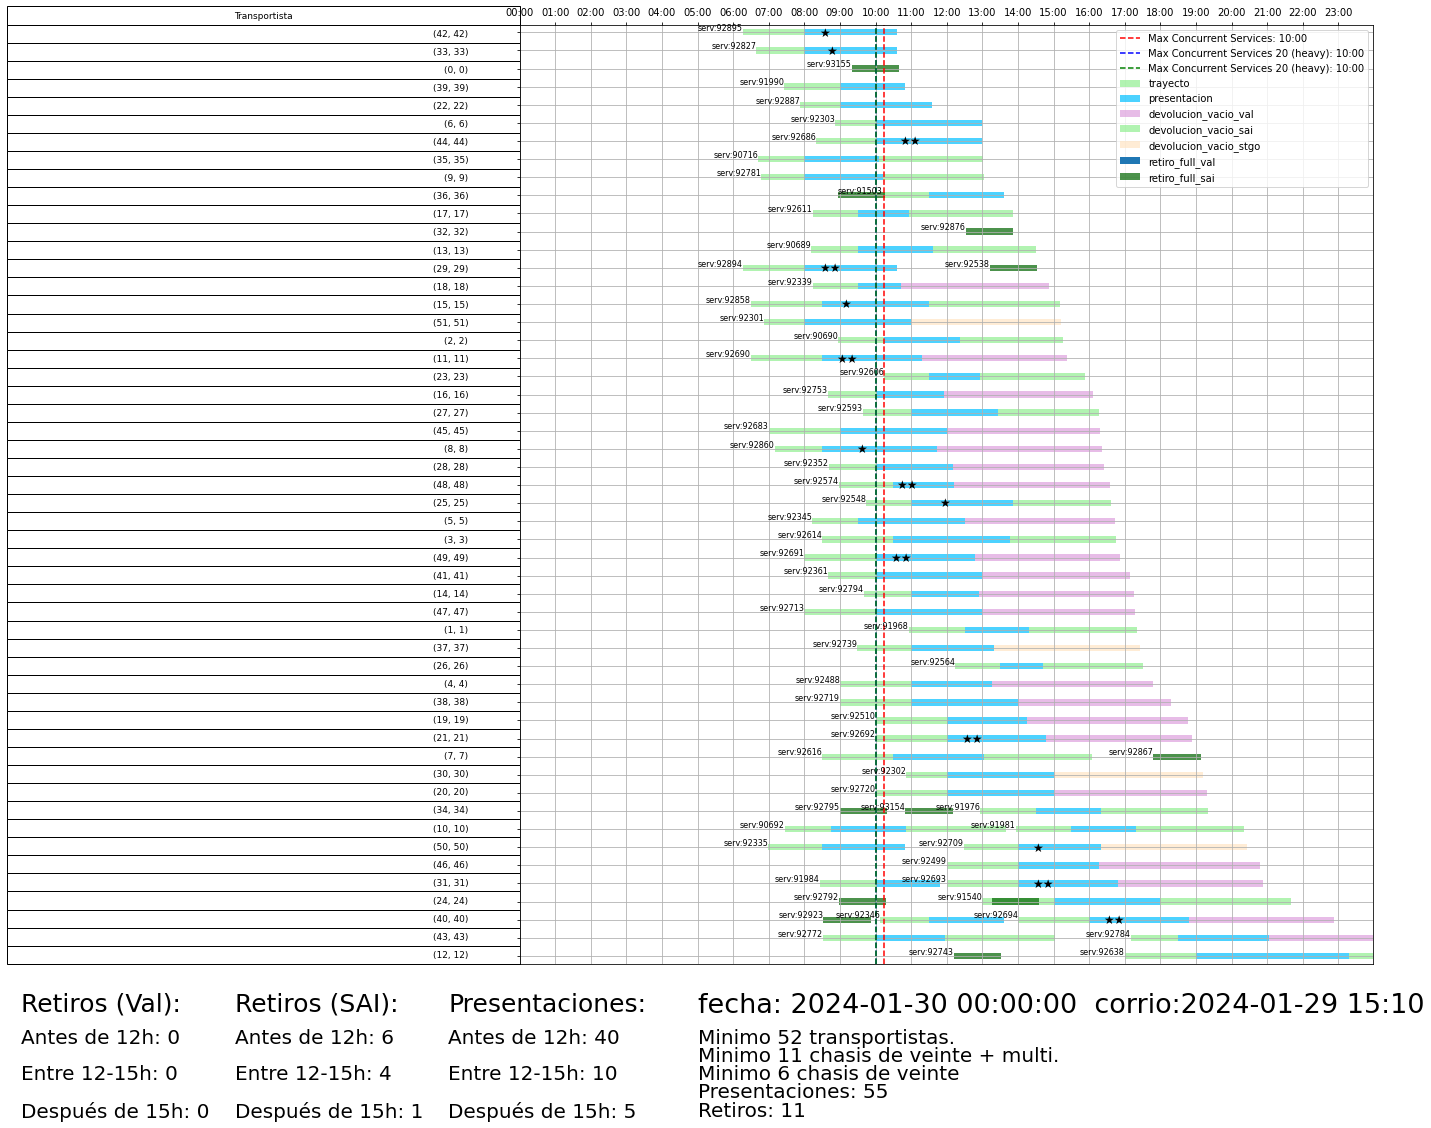 Transportista
00:00 01:00 02:00 03:00 04:00 05:00 06:00 07:00 08:00 09:00 10:00 11:00 12:00 13:00 14:00 15:00 16:00 17:00 18:00 19:00 20:00 21:00 22:00 23:00
Max Concurrent Services: 10:00
Max Concurrent Services 20 (heavy): 10:00
Max Concurrent Services 20 (heavy): 10:00
trayecto
presentacion
devolucion_vacio_val
devolucion_vacio_sai
devolucion_vacio_stgo
retiro_full_val
retiro_full_sai
(42, 42) serv:92895
(33, 33) serv:92827
(0, 0) serv:93155
(39, 39) serv:91990
(22, 22) serv:92887
(6, 6) serv:92303
(44, 44) serv:92686
(35, 35) serv:90716
(9, 9) serv:92781
(36, 36) serv:91503
(17, 17) serv:92611
(32, 32) serv:92876
(13, 13) serv:90689
(29, 29) serv:92894 serv:92538
(18, 18) serv:92339
(15, 15) serv:92858
(51, 51) serv:92301
(2, 2) serv:90690
(11, 11) serv:92690
(23, 23) serv:92606
(16, 16) serv:92753
(27, 27) serv:92593
(45, 45) serv:92683
(8, 8) serv:92860
(28, 28) serv:92352
(48, 48) serv:92574
(25, 25) serv:92548
(5, 5) serv:92345
(3, 3) serv:92614
(49, 49) serv:92691
(41, 41) serv:92361
(14, 14) serv:92794
(47, 47) serv:92713
(1, 1) serv:91968
(37, 37) serv:92739
(26, 26) serv:92564
(4, 4) serv:92488
(38, 38) serv:92719
(19, 19) serv:92510
(21, 21) serv:92692
(7, 7) serv:92616 serv:92867
(30, 30) serv:92302
(20, 20) serv:92720
(34, 34) serv:92795 serv:93154 serv:91976
(10, 10) serv:90692 serv:91981
(50, 50) serv:92335 serv:92709
(46, 46) serv:92499
(31, 31) serv:91984 serv:92693
(24, 24) serv:92792 serv:91540
(40, 40) serv:92923 serv:92346 serv:92694
(43, 43) serv:92772 serv:92784
(12, 12) serv:92743 serv:92638
Retiros (Val): Retiros (SAI): Presentaciones: fecha: 2024-01-30 00:00:00 corrio:2024-01-29 15:10
Antes de 12h: 0 Antes de 12h: 6 Antes de 12h: 40 Minimo 52 transportistas.
Minimo 11 chasis de veinte + multi.
Entre 12-15h: 0 Entre 12-15h: 4 Entre 12-15h: 10 Minimo 6 chasis de veinte
Presentaciones: 55
Después de 15h: 0 Después de 15h: 1 Después de 15h: 5 Retiros: 11